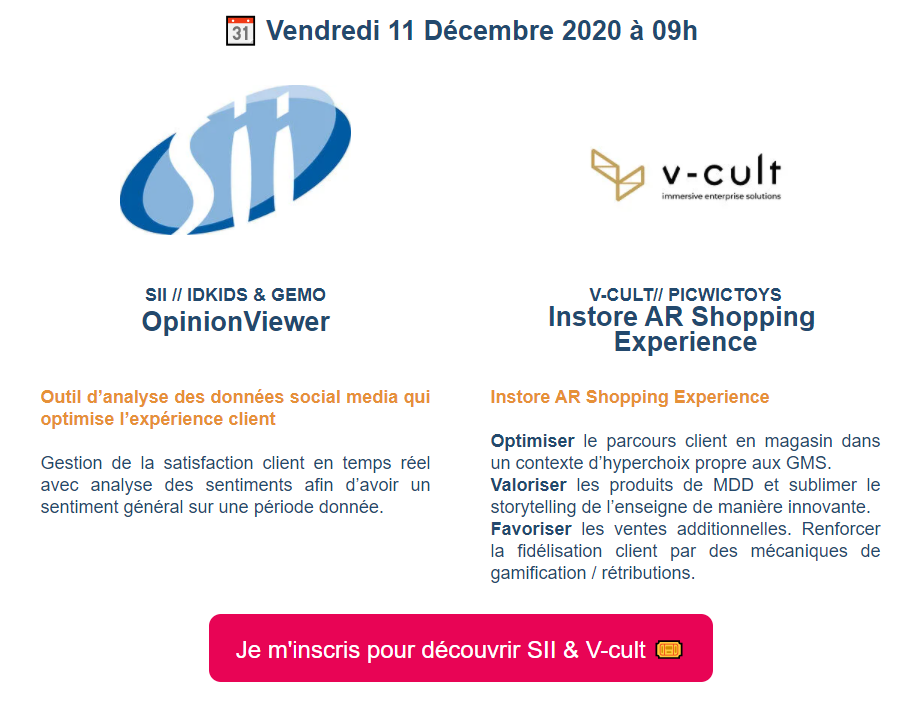 31 Vendredi 11 Décembre 2020 à 09h
sii
v-cult
immersive enterprise solutions
SII // IDKIDS & GEMO
OpinionViewer
V-CULT// PICWICTOYS
Instore AR Shopping
Experience
Outil d’analyse des données social media qui
optimise l’expérience client
Gestion de la satisfaction client en temps réel
avec analyse des sentiments afin d’avoir un
sentiment général sur une période donnée.
Instore AR Shopping Experience
Optimiser le parcours client en magasin dans
un contexte d’hyperchoix propre aux GMS.
Valoriser les produits de MDD et sublimer le
storytelling de l’enseigne de manière innovante.
Favoriser les ventes additionnelles. Renforcer
la fidélisation client par des mécaniques de
gamification / rétributions.
Je m'inscris pour découvrir SII & V-cult